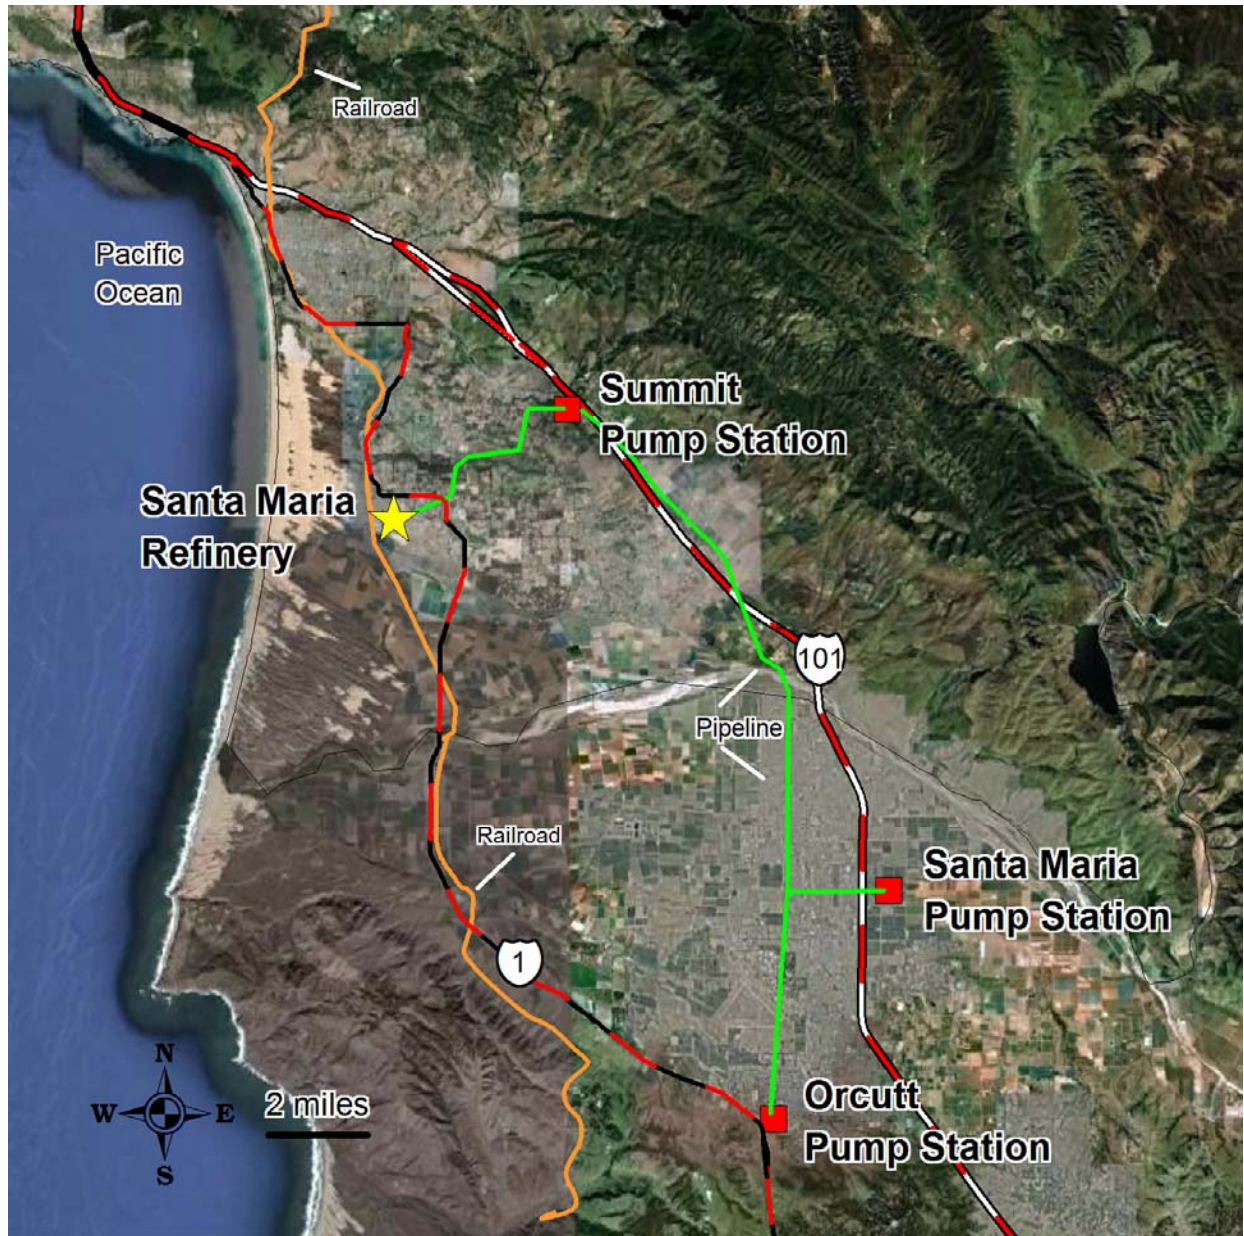 Railroad
Pacific
Ocean
Summit
Pump Station
Santa Maria
Refinery
101
Pipeline
Railroad
Santa Maria
Pump Station
1
N
W E
S
2 miles
Orcutt
Pump Station